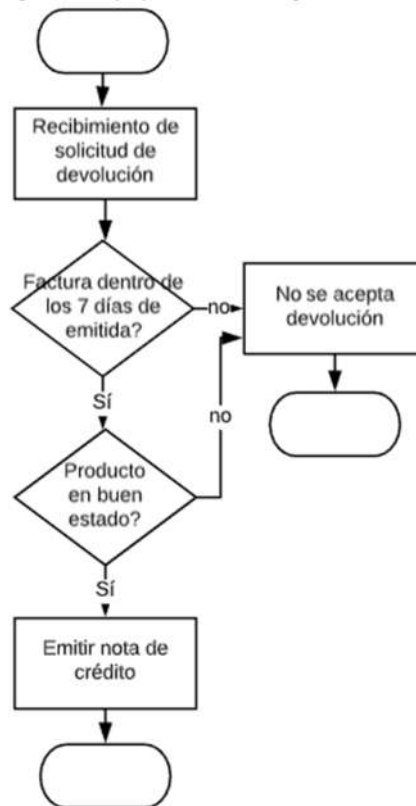 Recibimiento de
solicitud de
devolución
Factura dentro de
los 7 días de
emitida?
no
No se acepta
devolución
Sí
no
Producto
en buen
estado?
Sí
Emitir nota de
crédito